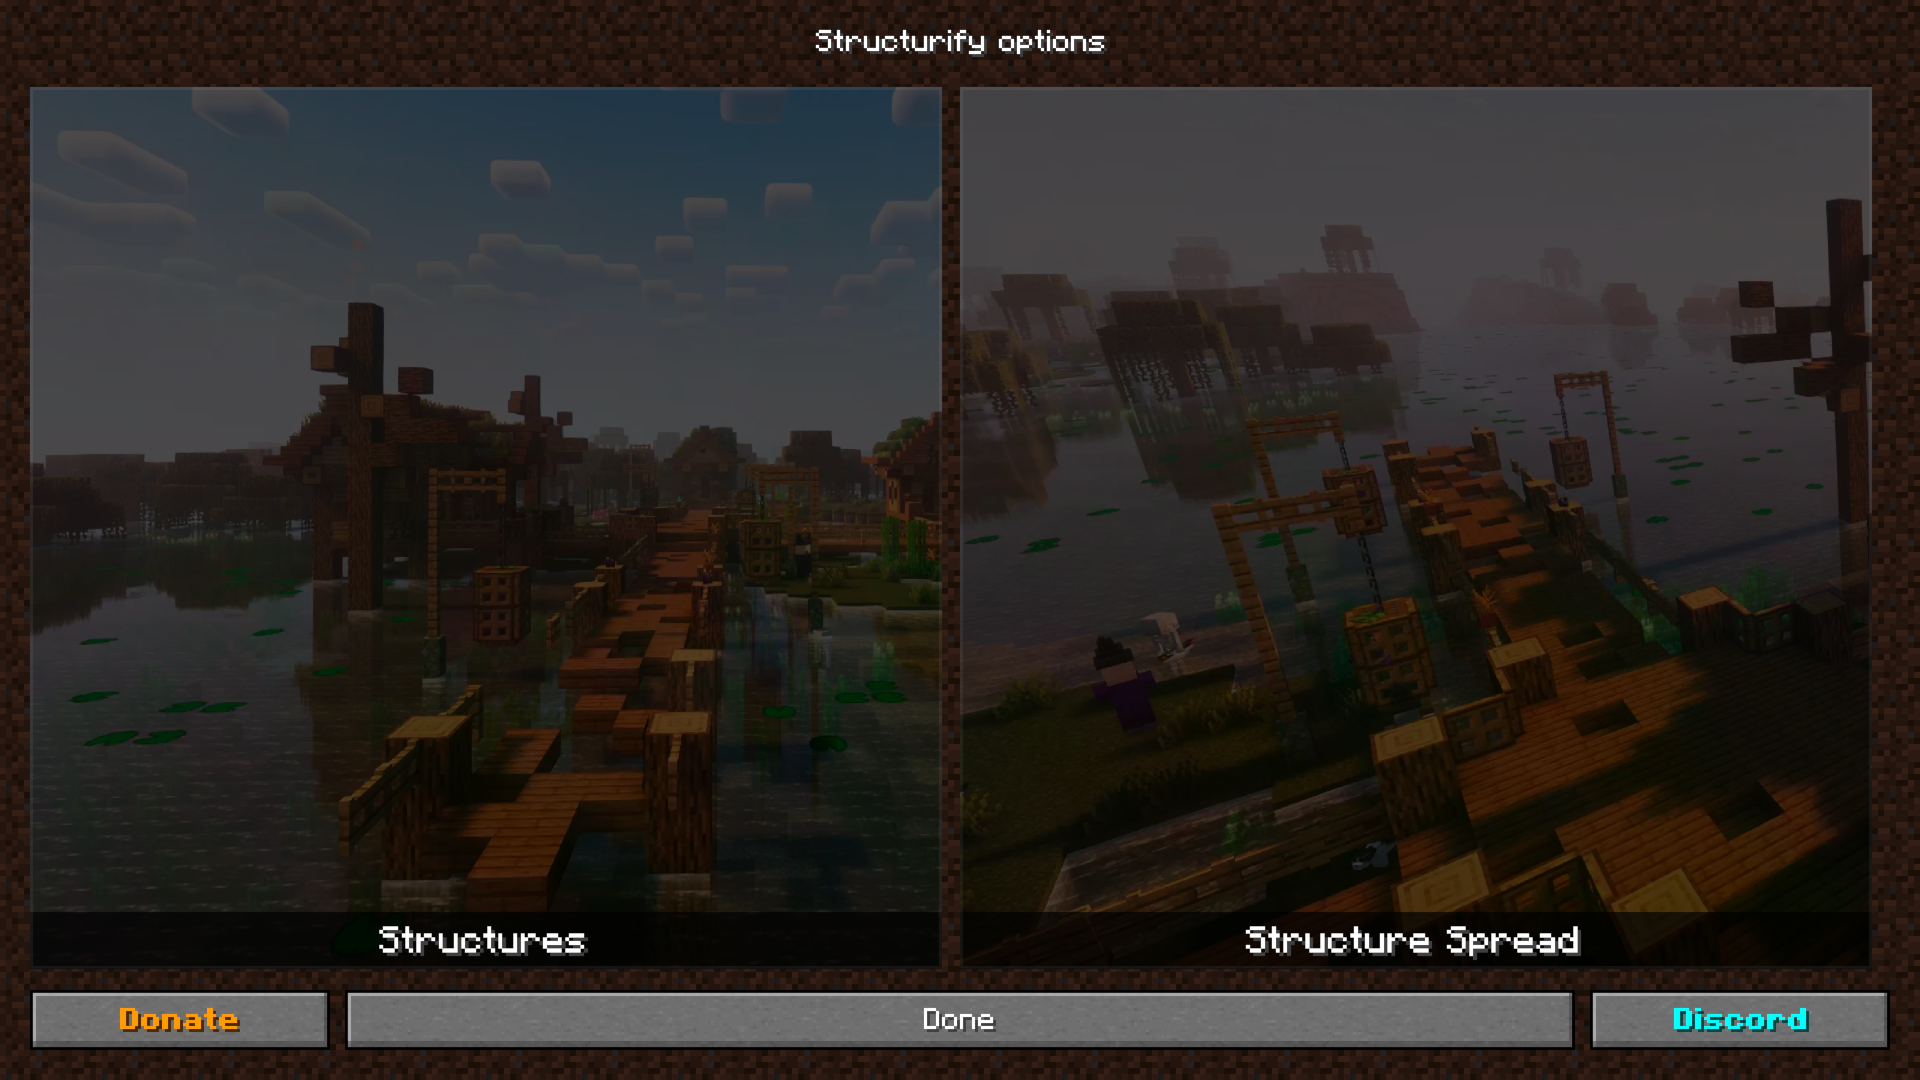 Structurify options
Structures
Structure Spread
Donate
Done
Discord